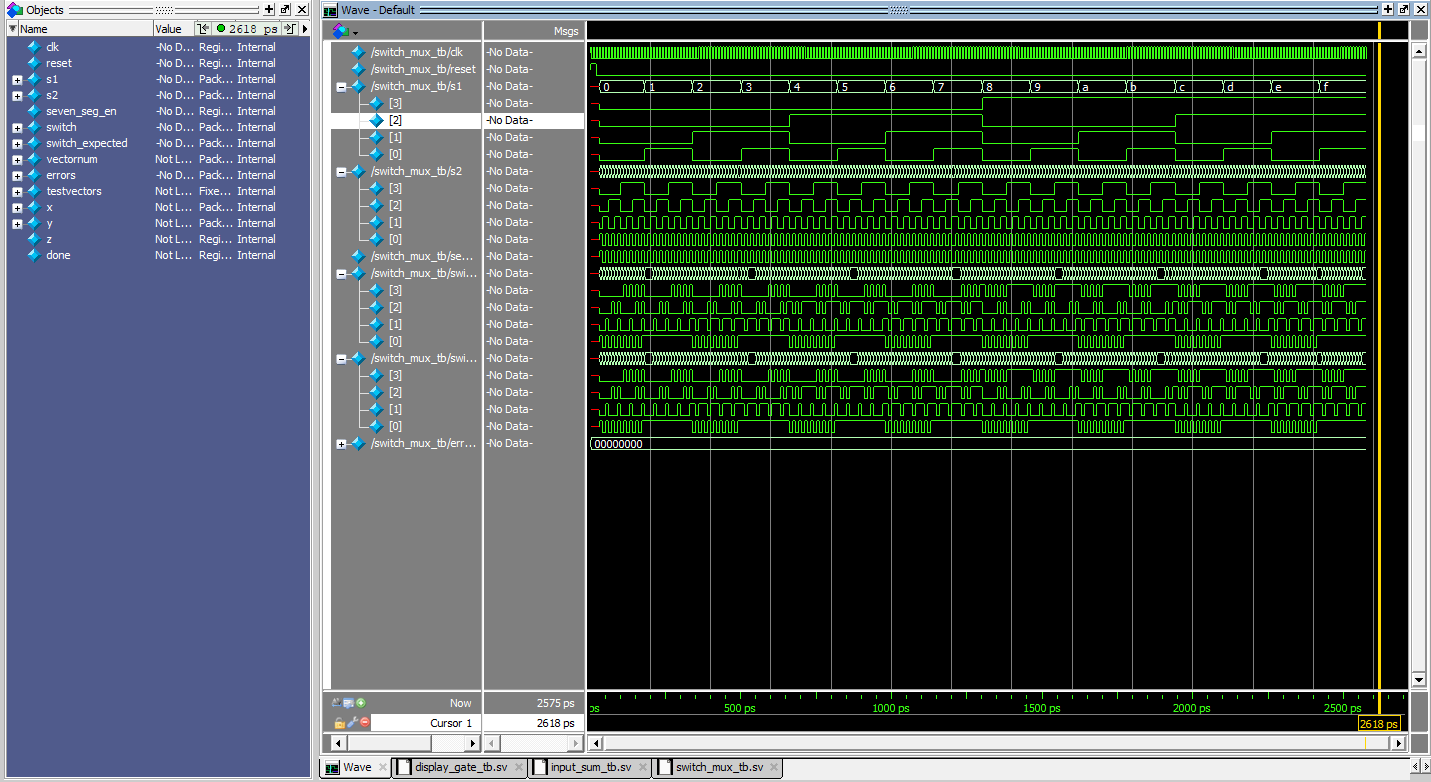 Objects
Name Value 2618 ps
clk -No D... Regi... Internal
reset -No D... Regi... Internal
s1 -No D... Pack... Internal
s2 -No D... Pack... Internal
seven_seg_en -No D... Regi... Internal
switch -No D... Pack... Internal
switch_expected -No D... Pack... Internal
vectornum Not L... Pack... Internal
errors -No D... Pack... Internal
testvectors Not L... Fixe... Internal
x Not L... Pack... Internal
y Not L... Pack... Internal
z Not L... Regi... Internal
done Not L... Regi... Internal
Wave - Default
Msgs
/switch_mux_tb/clk -No Data-
/switch_mux_tb/reset -No Data-
/switch_mux_tb/s1 -No Data- 0 1 2 3 4 5 6 7 8 9 a b c d e f
[3] -No Data-
[2] -No Data-
[1] -No Data-
[0] -No Data-
/switch_mux_tb/s2 -No Data-
[3] -No Data-
[2] -No Data-
[1] -No Data-
[0] -No Data-
/switch_mux_tb/se... -No Data-
/switch_mux_tb/swi... -No Data-
[3] -No Data-
[2] -No Data-
[1] -No Data-
[0] -No Data-
/switch_mux_tb/swi... -No Data-
[3] -No Data-
[2] -No Data-
[1] -No Data-
[0] -No Data-
/switch_mux_tb/err... -No Data- 00000000
Now 2575 ps ps 500 ps 1000 ps 1500 ps 2000 ps 2500 ps
Cursor 1 2618 ps 2618 ps
Wave display_gate_tb.sv input_sum_tb.sv switch_mux_tb.sv